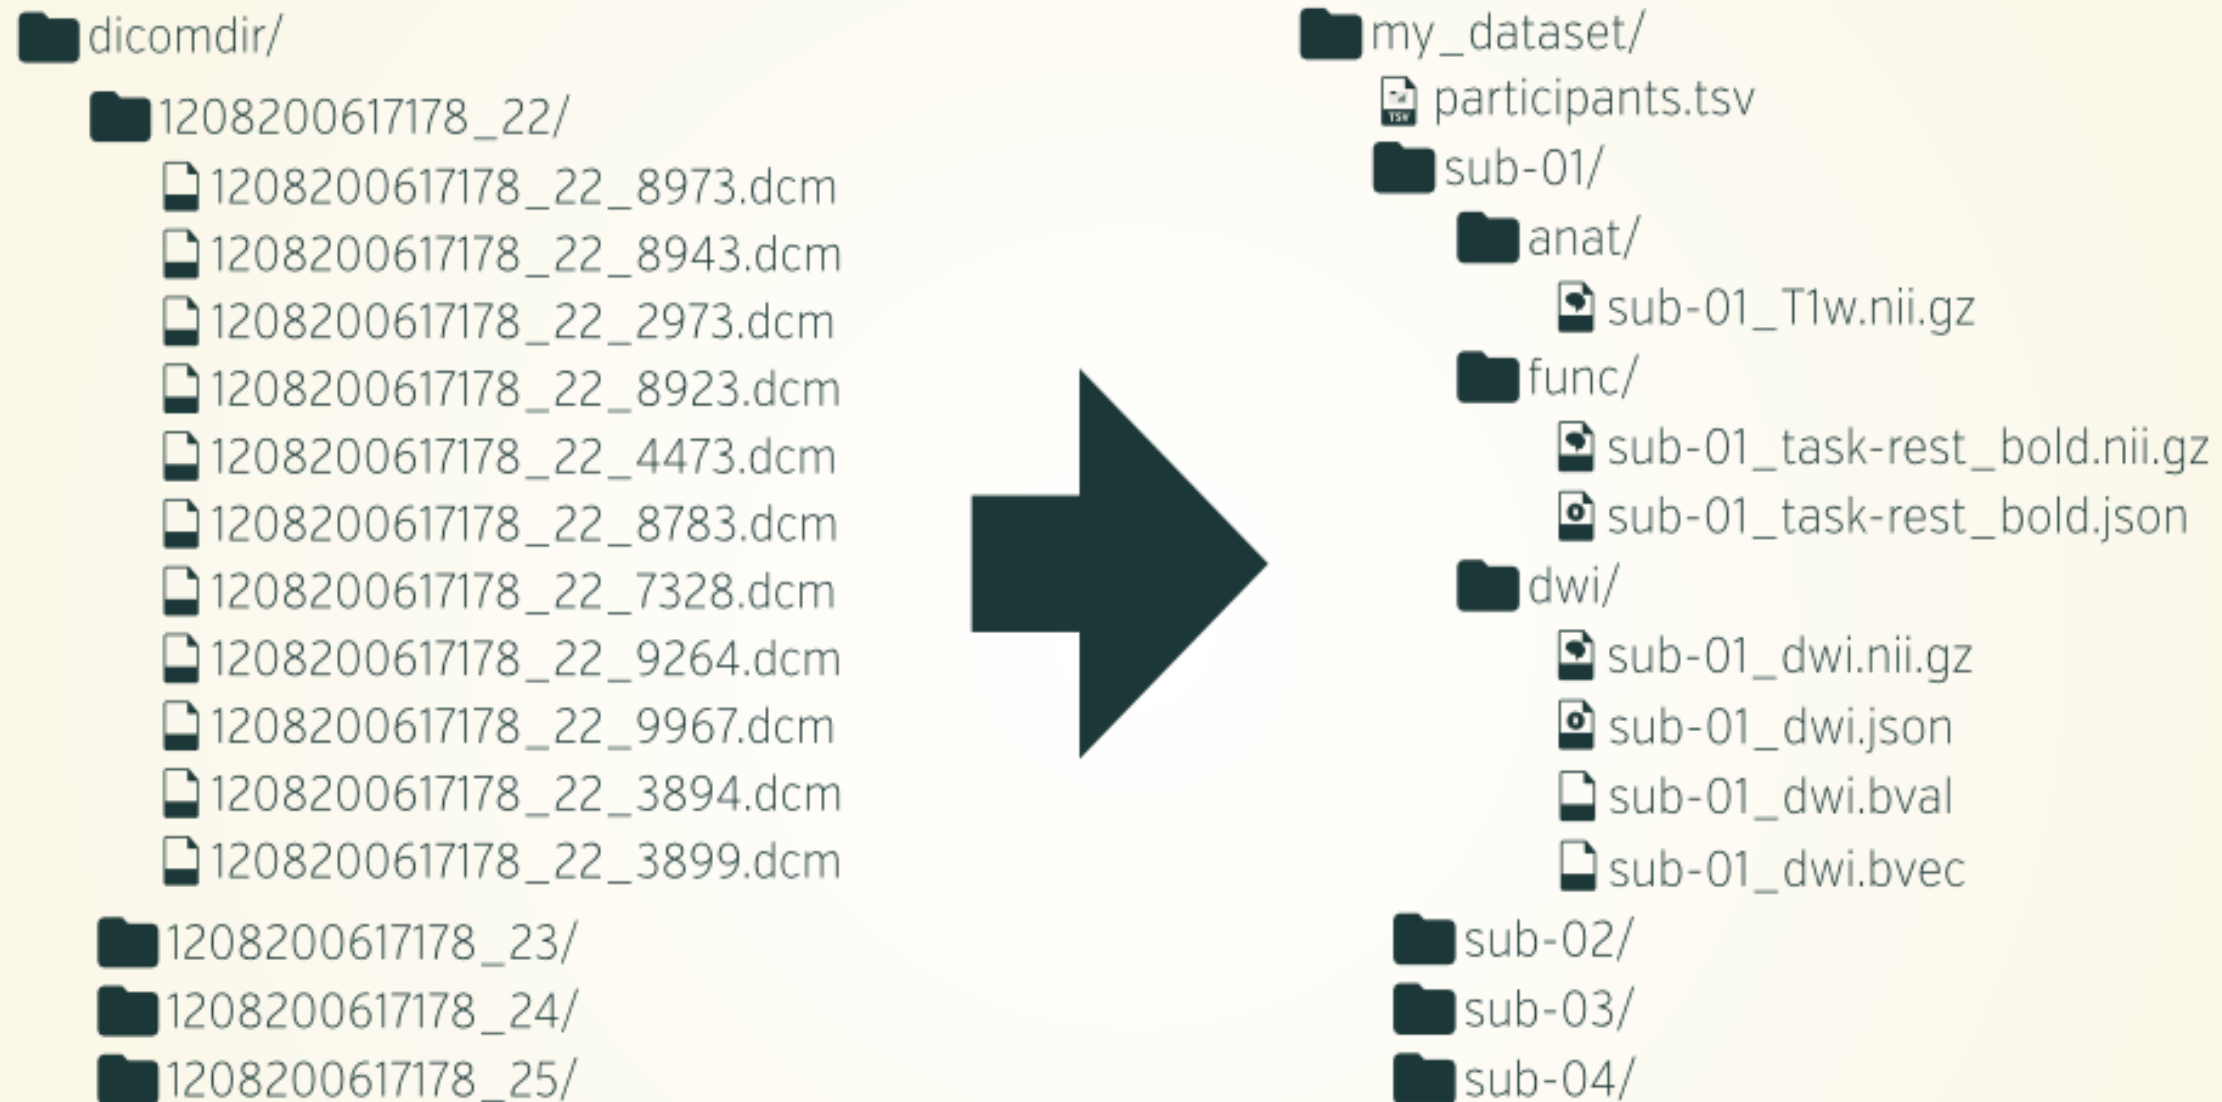 dicomdir/
1208200617178_22/
1208200617178_22_8973.dcm
1208200617178_22_8943.dcm
1208200617178_22_2973.dcm
1208200617178_22_8923.dcm
1208200617178_22_4473.dcm
1208200617178_22_8783.dcm
1208200617178_22_7328.dcm
1208200617178_22_9264.dcm
1208200617178_22_9967.dcm
1208200617178_22_3894.dcm
1208200617178_22_3899.dcm
1208200617178_23/
1208200617178_24/
1208200617178_25/
my_dataset/
TSV
participants.tsv
sub-01/
anat/
sub-01_T1w.nii.gz
func/
sub-01_task-rest_bold.nii.gz
sub-01_task-rest_bold.json
dwi/
sub-01_dwi.nii.gz
sub-01_dwi.json
sub-01_dwi.bval
sub-01_dwi.bvec
sub-02/
sub-03/
sub-04/